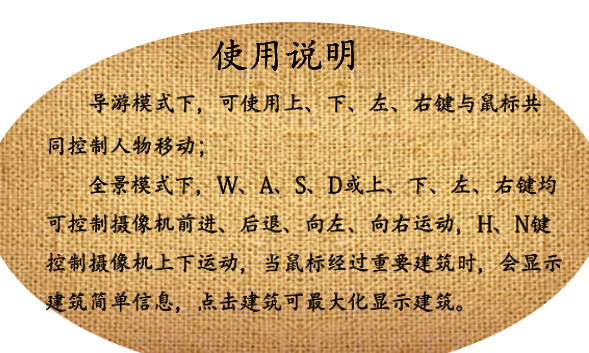 使用说明
导游模式下，可使用上、下、左、右键与鼠标共
同控制人物移动；
全景模式下，W、A、S、D或上、下、左、右键均
可控制摄像机前进、后退、向左、向右运动，H、N键
控制摄像机上下运动，当鼠标经过重要建筑时，会显示
建筑简单信息，点击建筑可最大化显示建筑。